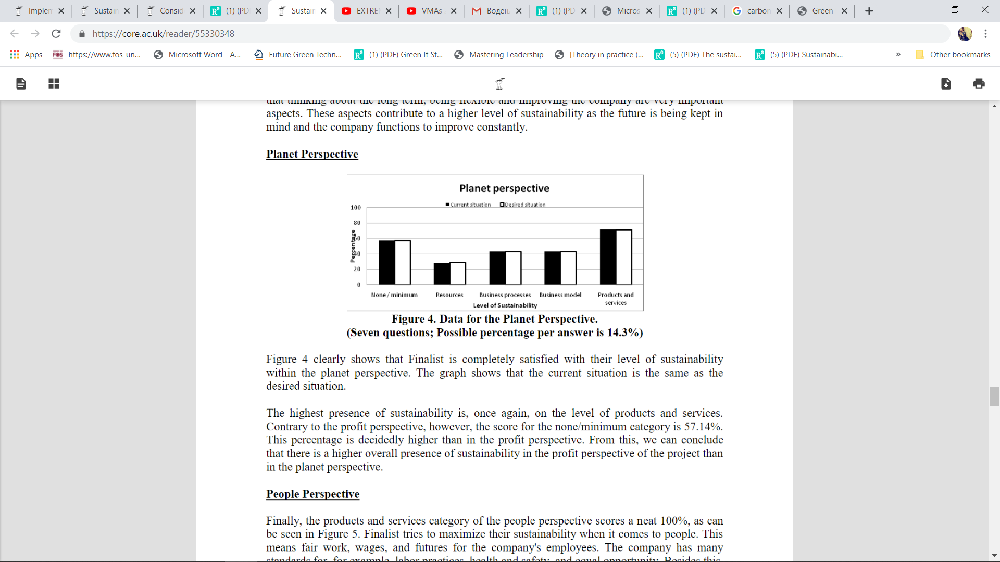 Implem
Sustain
Consid
(1) (PD
Sustain
EXTRE
VMAs
Воден
(1) (PD
Micros
(1) (PD
carbon
Green
https://core.ac.uk/reader/55330348
Apps
https://www.fos-un...
Microsoft Word - A...
Future Green Techn...
(1) (PDF) Green It St...
Mastering Leadership
[Theory in practice (...
(5) (PDF) The sustai...
(5) (PDF) Sustainabi...
»
Other bookmarks
that thinking about the long term, being flexible and improving the company are very important
aspects. These aspects contribute to a higher level of sustainability as the future is being kept in
mind and the company functions to improve constantly.
Planet Perspective
Planet perspective
Current situation Desired situation
100
80
60
40
20
0
Percentage
None / minimum Resources Business processes Business model Products and
services
Level of Sustainability
Figure 4. Data for the Planet Perspective.
(Seven questions; Possible percentage per answer is 14.3%)
Figure 4 clearly shows that Finalist is completely satisfied with their level of sustainability
within the planet perspective. The graph shows that the current situation is the same as the
desired situation.
The highest presence of sustainability is, once again, on the level of products and services.
Contrary to the profit perspective, however, the score for the none/minimum category is 57.14%.
This percentage is decidedly higher than in the profit perspective. From this, we can conclude
that there is a higher overall presence of sustainability in the profit perspective of the project than
in the planet perspective.
People Perspective
Finally, the products and services category of the people perspective scores a neat 100%, as can
be seen in Figure 5. Finalist tries to maximize their sustainability when it comes to people. This
means fair work, wages, and futures for the company's employees. The company has many
standards for, for example, labor practices, health and safety, and equal opportunity. Besides this,